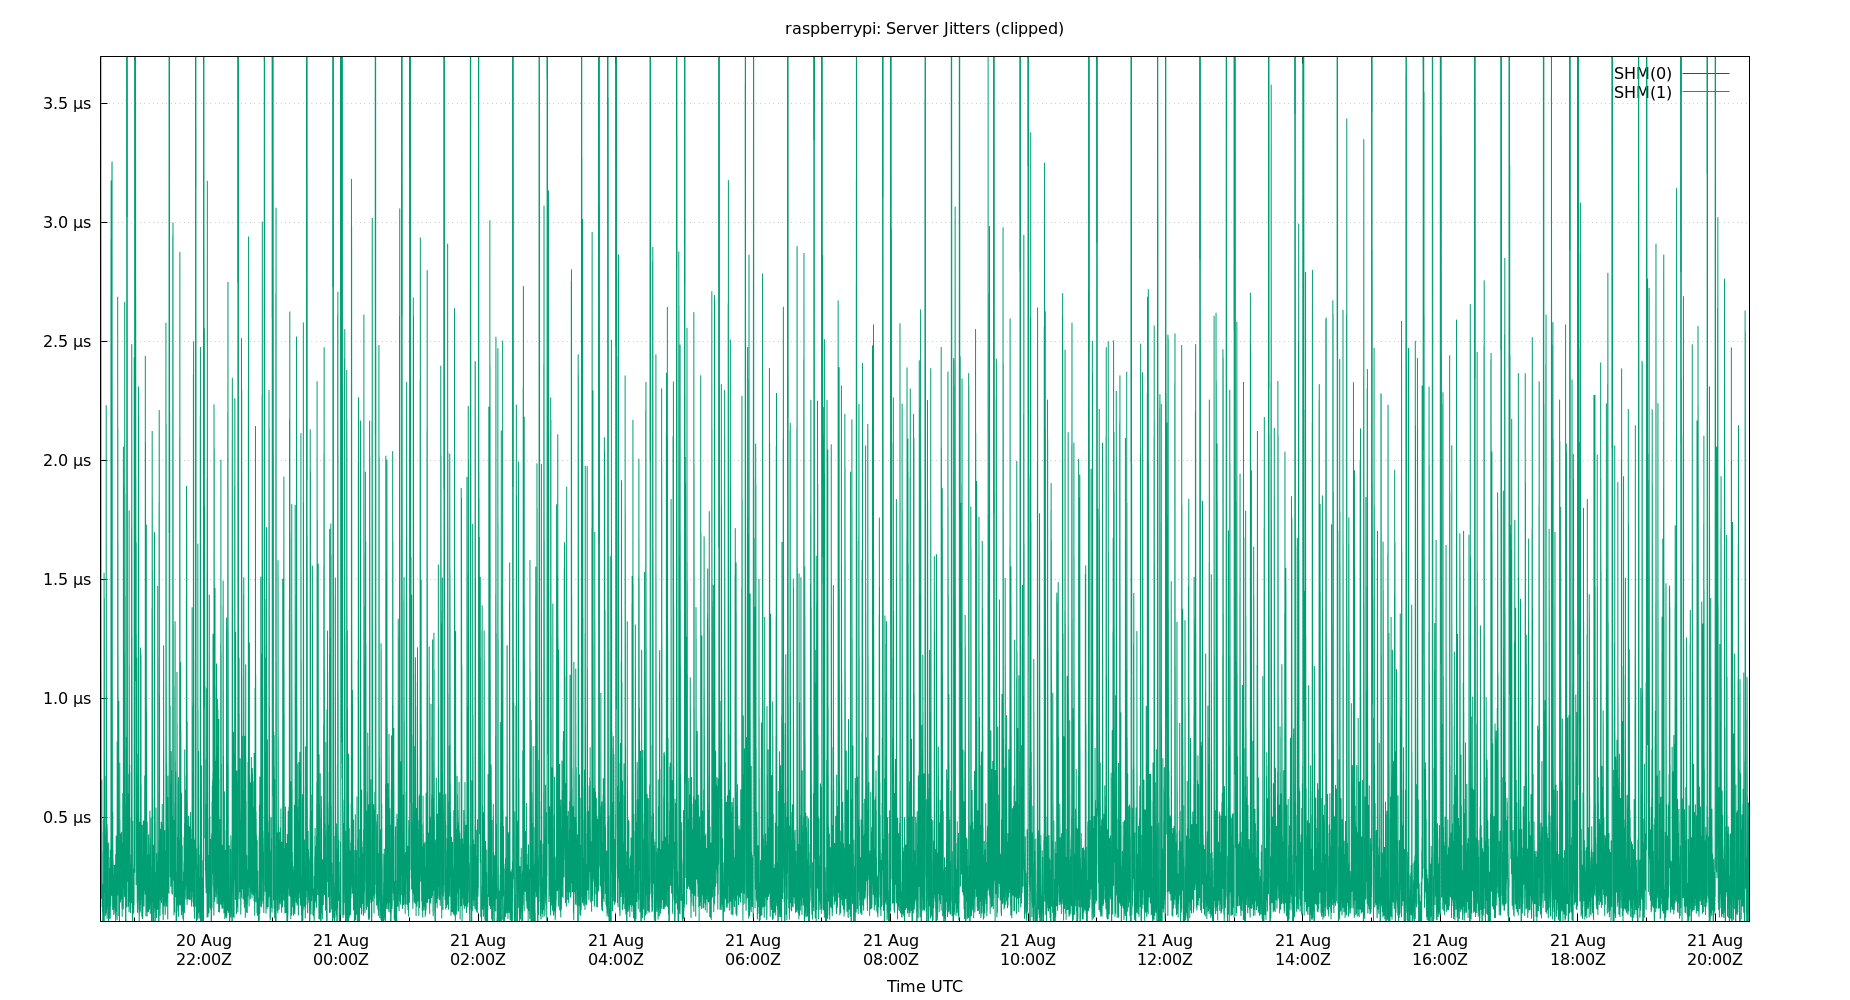 raspberrypi: Server Jitters (clipped)
SHM(0)
SHM(1)
3.5 μs
3.0 μs
2.5 μs
2.0 μs
1.5 μs
1.0 μs
0.5 μs
20 Aug 21 Aug 21 Aug 21 Aug 21 Aug 21 Aug 21 Aug 21 Aug 21 Aug 21 Aug 21 Aug 21 Aug
22:00Z 00:00Z 02:00Z 04:00Z 06:00Z 08:00Z 10:00Z 12:00Z 14:00Z 16:00Z 18:00Z 20:00Z
Time UTC